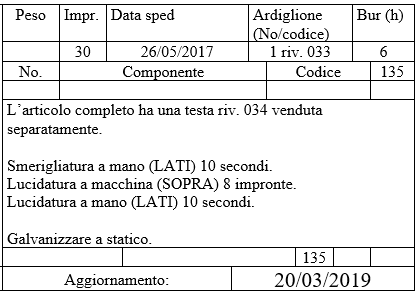 Peso Impr. Data sped Ardiglione Bur (h)
(No/codice)
30 26/05/2017 1 riv. 033 6
No. Componente Codice 135
L'articolo completo ha una testa riv. 034 venduta
separatamente.
Smerigliatura a mano (LATI) 10 secondi.
Lucidatura a macchina (SOPRA) 8 impronte.
Lucidatura a mano (LATI) 10 secondi.
Galvanizzare a statico.
135
Aggiornamento: 20/03/2019